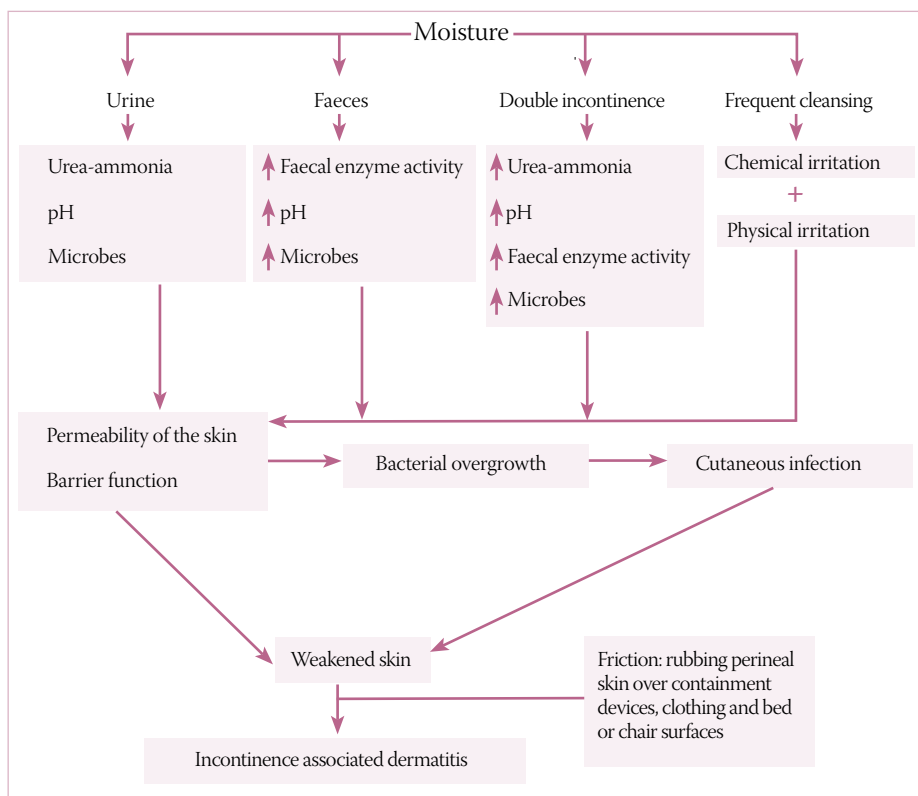 Moisture
Urine
Faeces
Double incontinence
Frequent cleansing
Urea-ammonia
pH
Microbes
Faecal enzyme activity
pH
Microbes
Urea-ammonia
pH
Faecal enzyme activity
Microbes
Chemical irritation
+
Physical irritation
Permeability of the skin
Barrier function
Bacterial overgrowth
Cutaneous infection
Weakened skin
Friction: rubbing perineal
skin over containment
devices, clothing and bed
or chair surfaces
Incontinence associated dermatitis